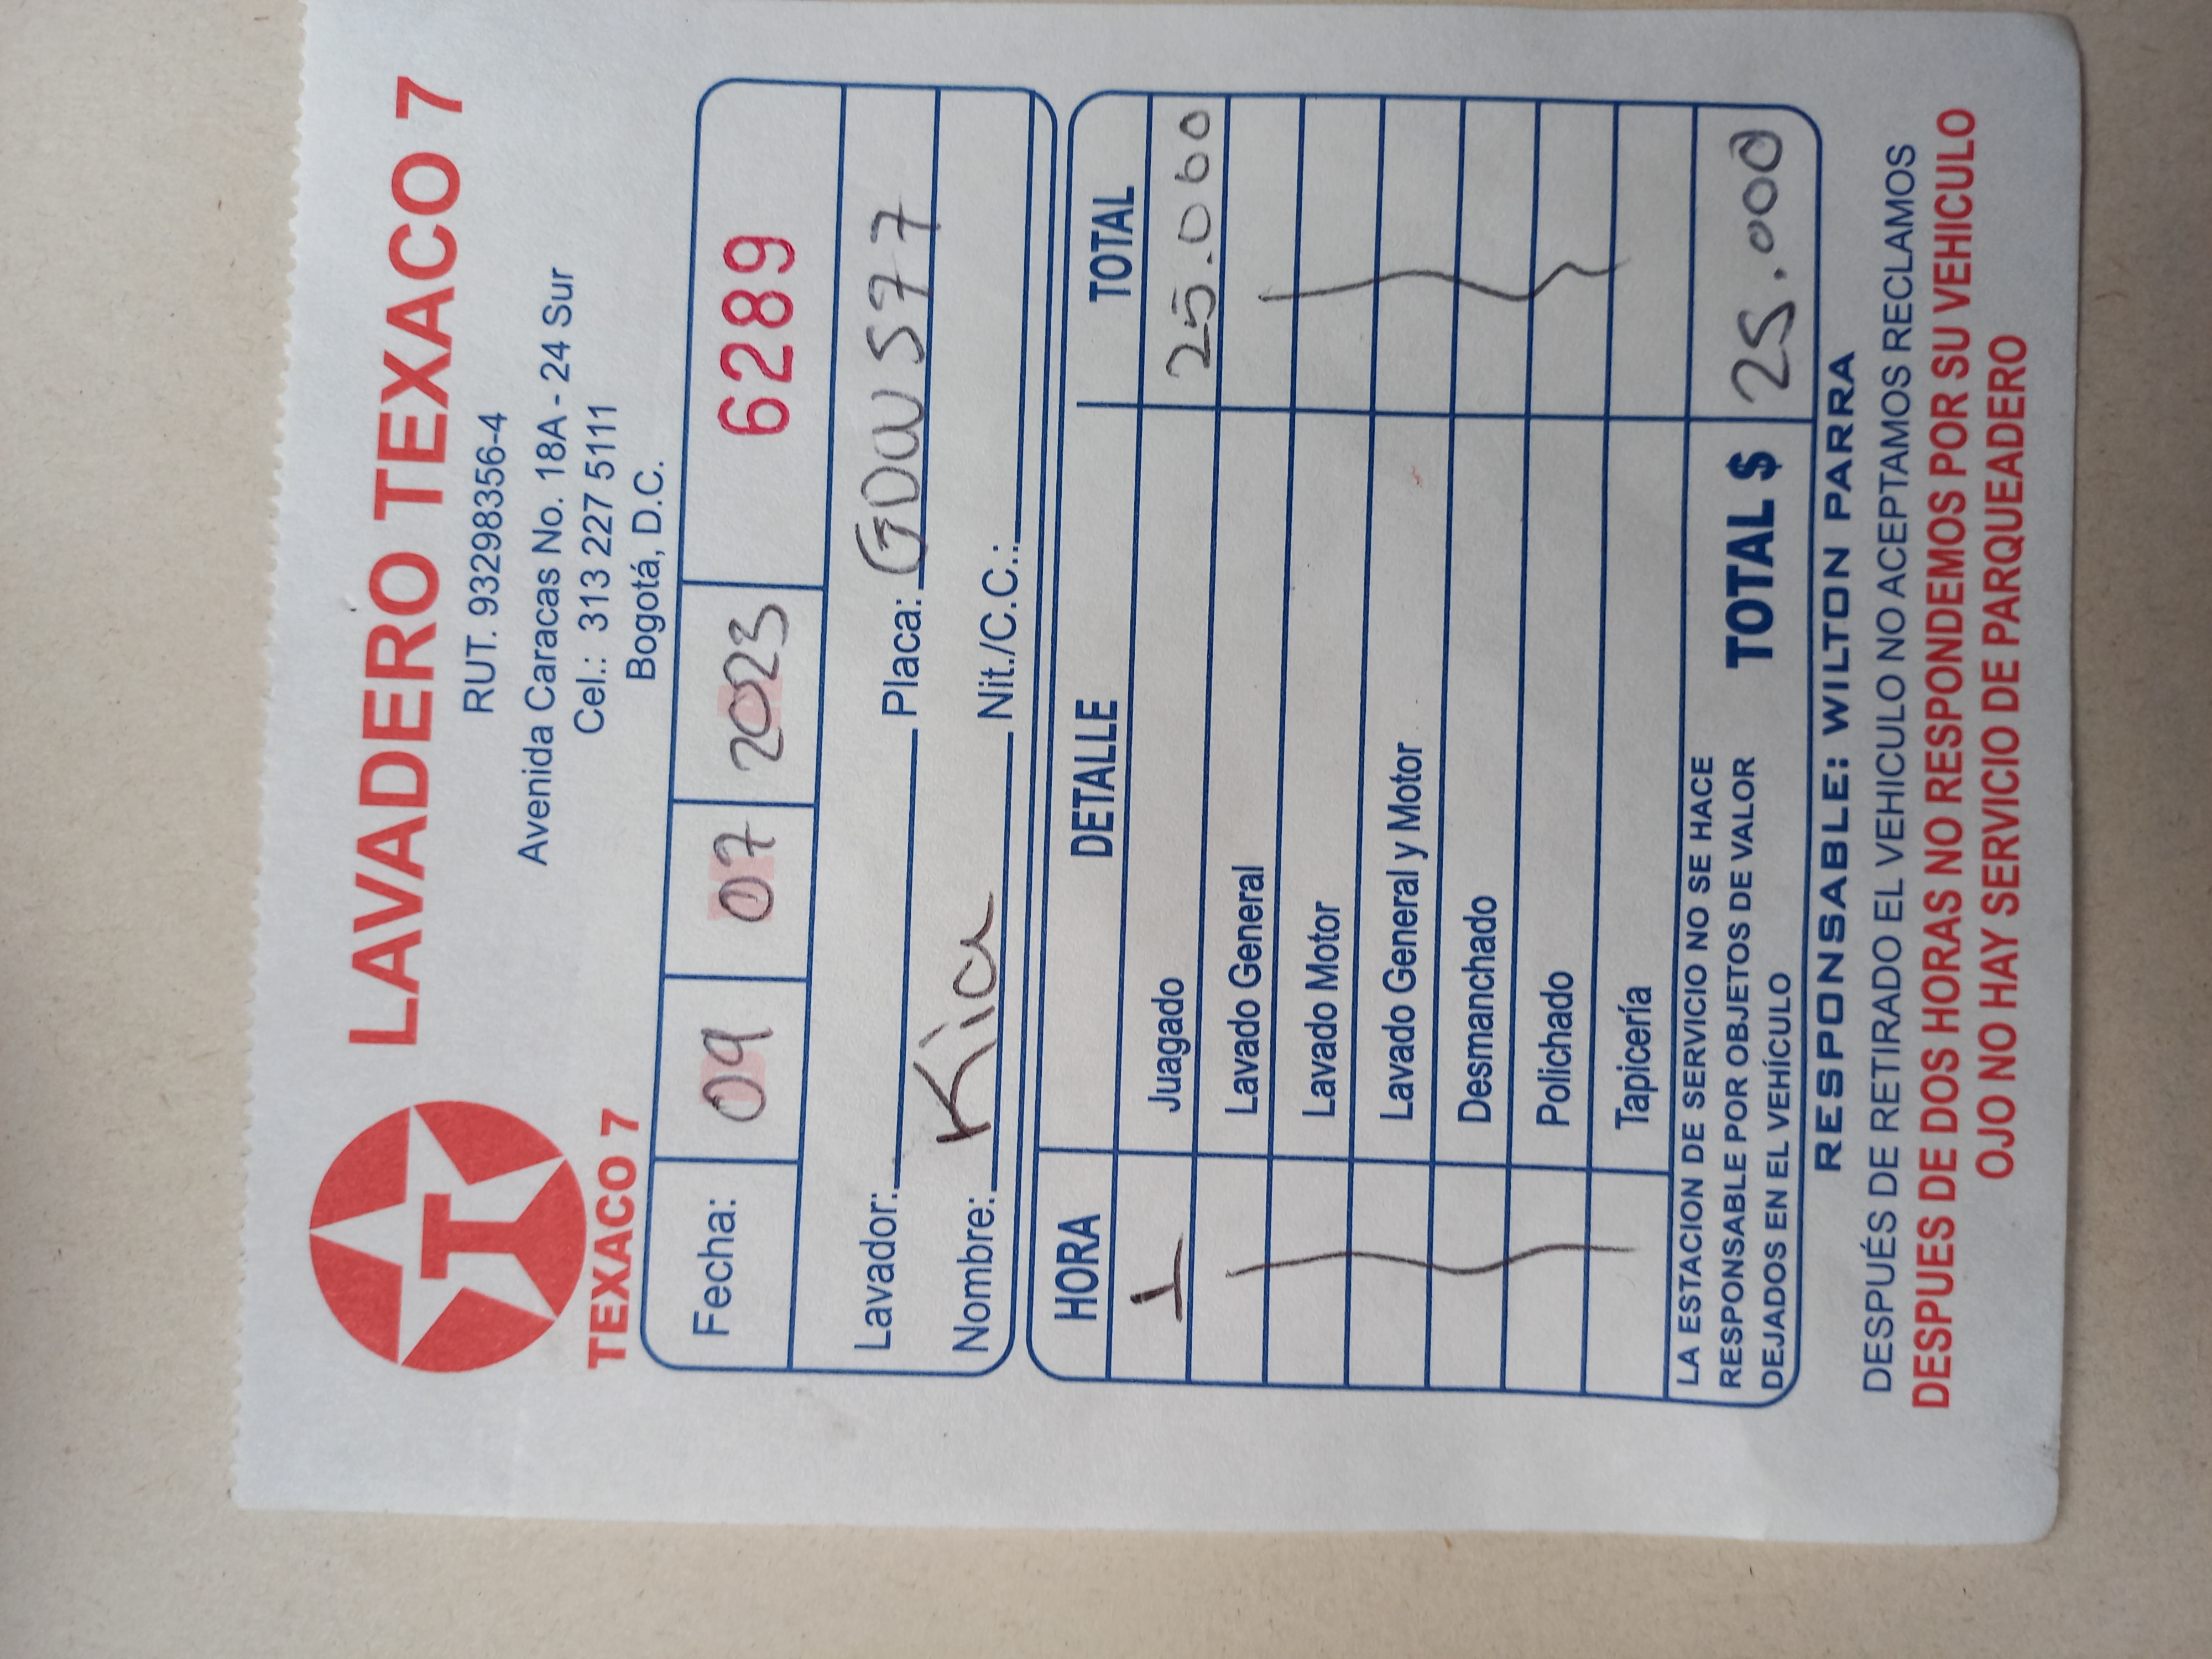 LAVADERO TEXACO 7
TEXACO 7
RUT. 93298356-4
Avenida Caracas No. 18A - 24 Sur
Cel.: 313 227 5111
Bogotá, D.C.
Fecha: 09 07 2023 6289
Lavador: Placa: GDW 577
Nombre: Kia Nit./C.C.:
HORA DETALLE TOTAL
1 Juagado 25.000
Lavado General
Lavado Motor
Lavado General y Motor
Desmanchado
Polichado
Tapicería
LA ESTACION DE SERVICIO NO SE HACE
RESPONSABLE POR OBJETOS DE VALOR
DEJADOS EN EL VEHÍCULO
TOTAL $ 25.000
RESPONSABLE: WILTON PARRA
DESPUÉS DE RETIRADO EL VEHICULO NO ACEPTAMOS RECLAMOS
DESPUES DE DOS HORAS NO RESPONDEMOS POR SU VEHICULO
OJO NO HAY SERVICIO DE PARQUEADERO